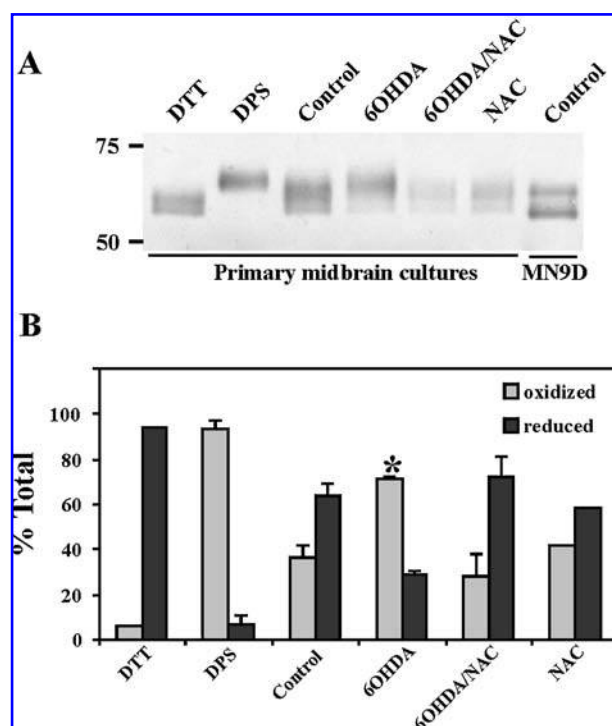 A
DTT DPS Control 6OHDA 6OHDA/NAC NAC Control
75
50
Primary midbrain cultures MN9D
B
oxidized
reduced
% Total
100
80
60
40
20
0
DTT DPS Control 6OHDA 6OHDA/NAC NAC
*